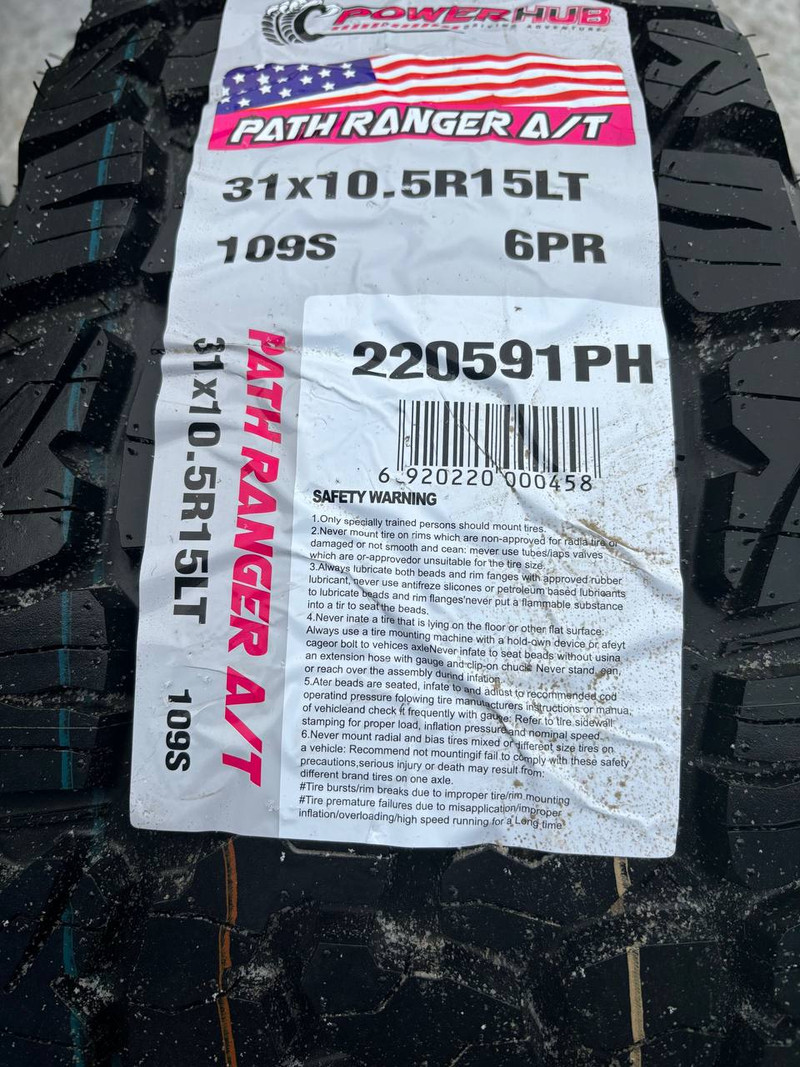 POWERHUB
DRIVING ADVENTURE
PATH RANGER A/T
31x10.5R15LT
109S 6PR
220591PH
6 920220 000458
SAFETY WARNING
1.Only specially trained persons should mount tires.
2.Never mount tire on rims which are non-approved for radia tire or
damaged or not smooth and cean: mever use tubes/iaps valves
which are or-approvedor unsuitable for the tire size.
3.Always lubricate both beads and rim fanges with approved rubber
lubricant, never use antifreze slicones or petroleum based lubricants
to lubricate beads and rim flanges'never put a flammable substance
into a tir to seat the beads.
4.Never inate a tire that is lying on the floor or other flat surface:
Always use a tire mounting machine with a hold-own device or afeyt
cageor bolt to vehices axleNever infate to seat beads without usina
an extension hose with gauge and clip-on chuck. Never stand, ean,
or reach over the assembly durind infation
5.Ater beads are seated, infate to and adiust to recommended cod
operatind pressure folowing tire manufacturers instructions or manua;
of vehicleand check it frequently with gauge: Refer to tire sidewall
stamping for proper load, inflation pressure and nominal speed.
6.Never mount radial and bias tires mixed or different size tires on
a vehicle: Recommend not mountingif fail to comply with these safety
precautions,serious injury or death may result from:
different brand tires on one axle.
#Tire bursts/rim breaks due to improper tire/rim mounting
#Tire premature failures due to misapplication/improper
inflation/overloading/high speed running for a Long time
PATH RANGER A/T
31x10.5R15LT 109S